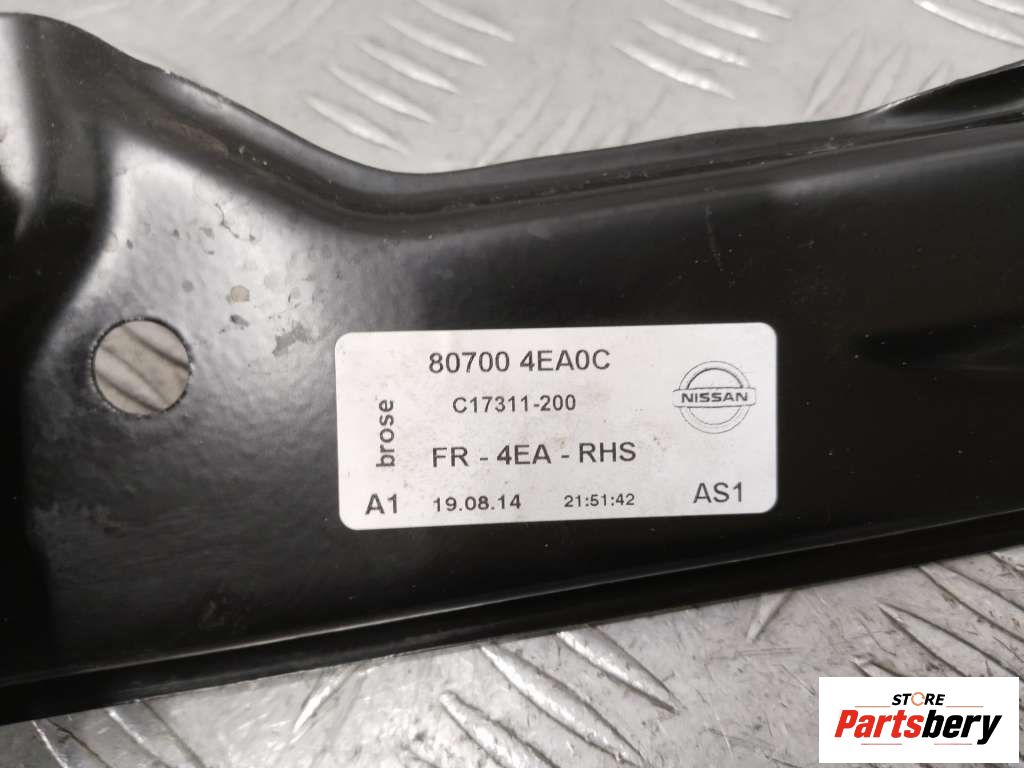 80700 4EA0C
C17311-200
brose
NISSAN
FR - 4EA - RHS
A1 19.08.14 21:51:42 AS1
STORE
Partsbery